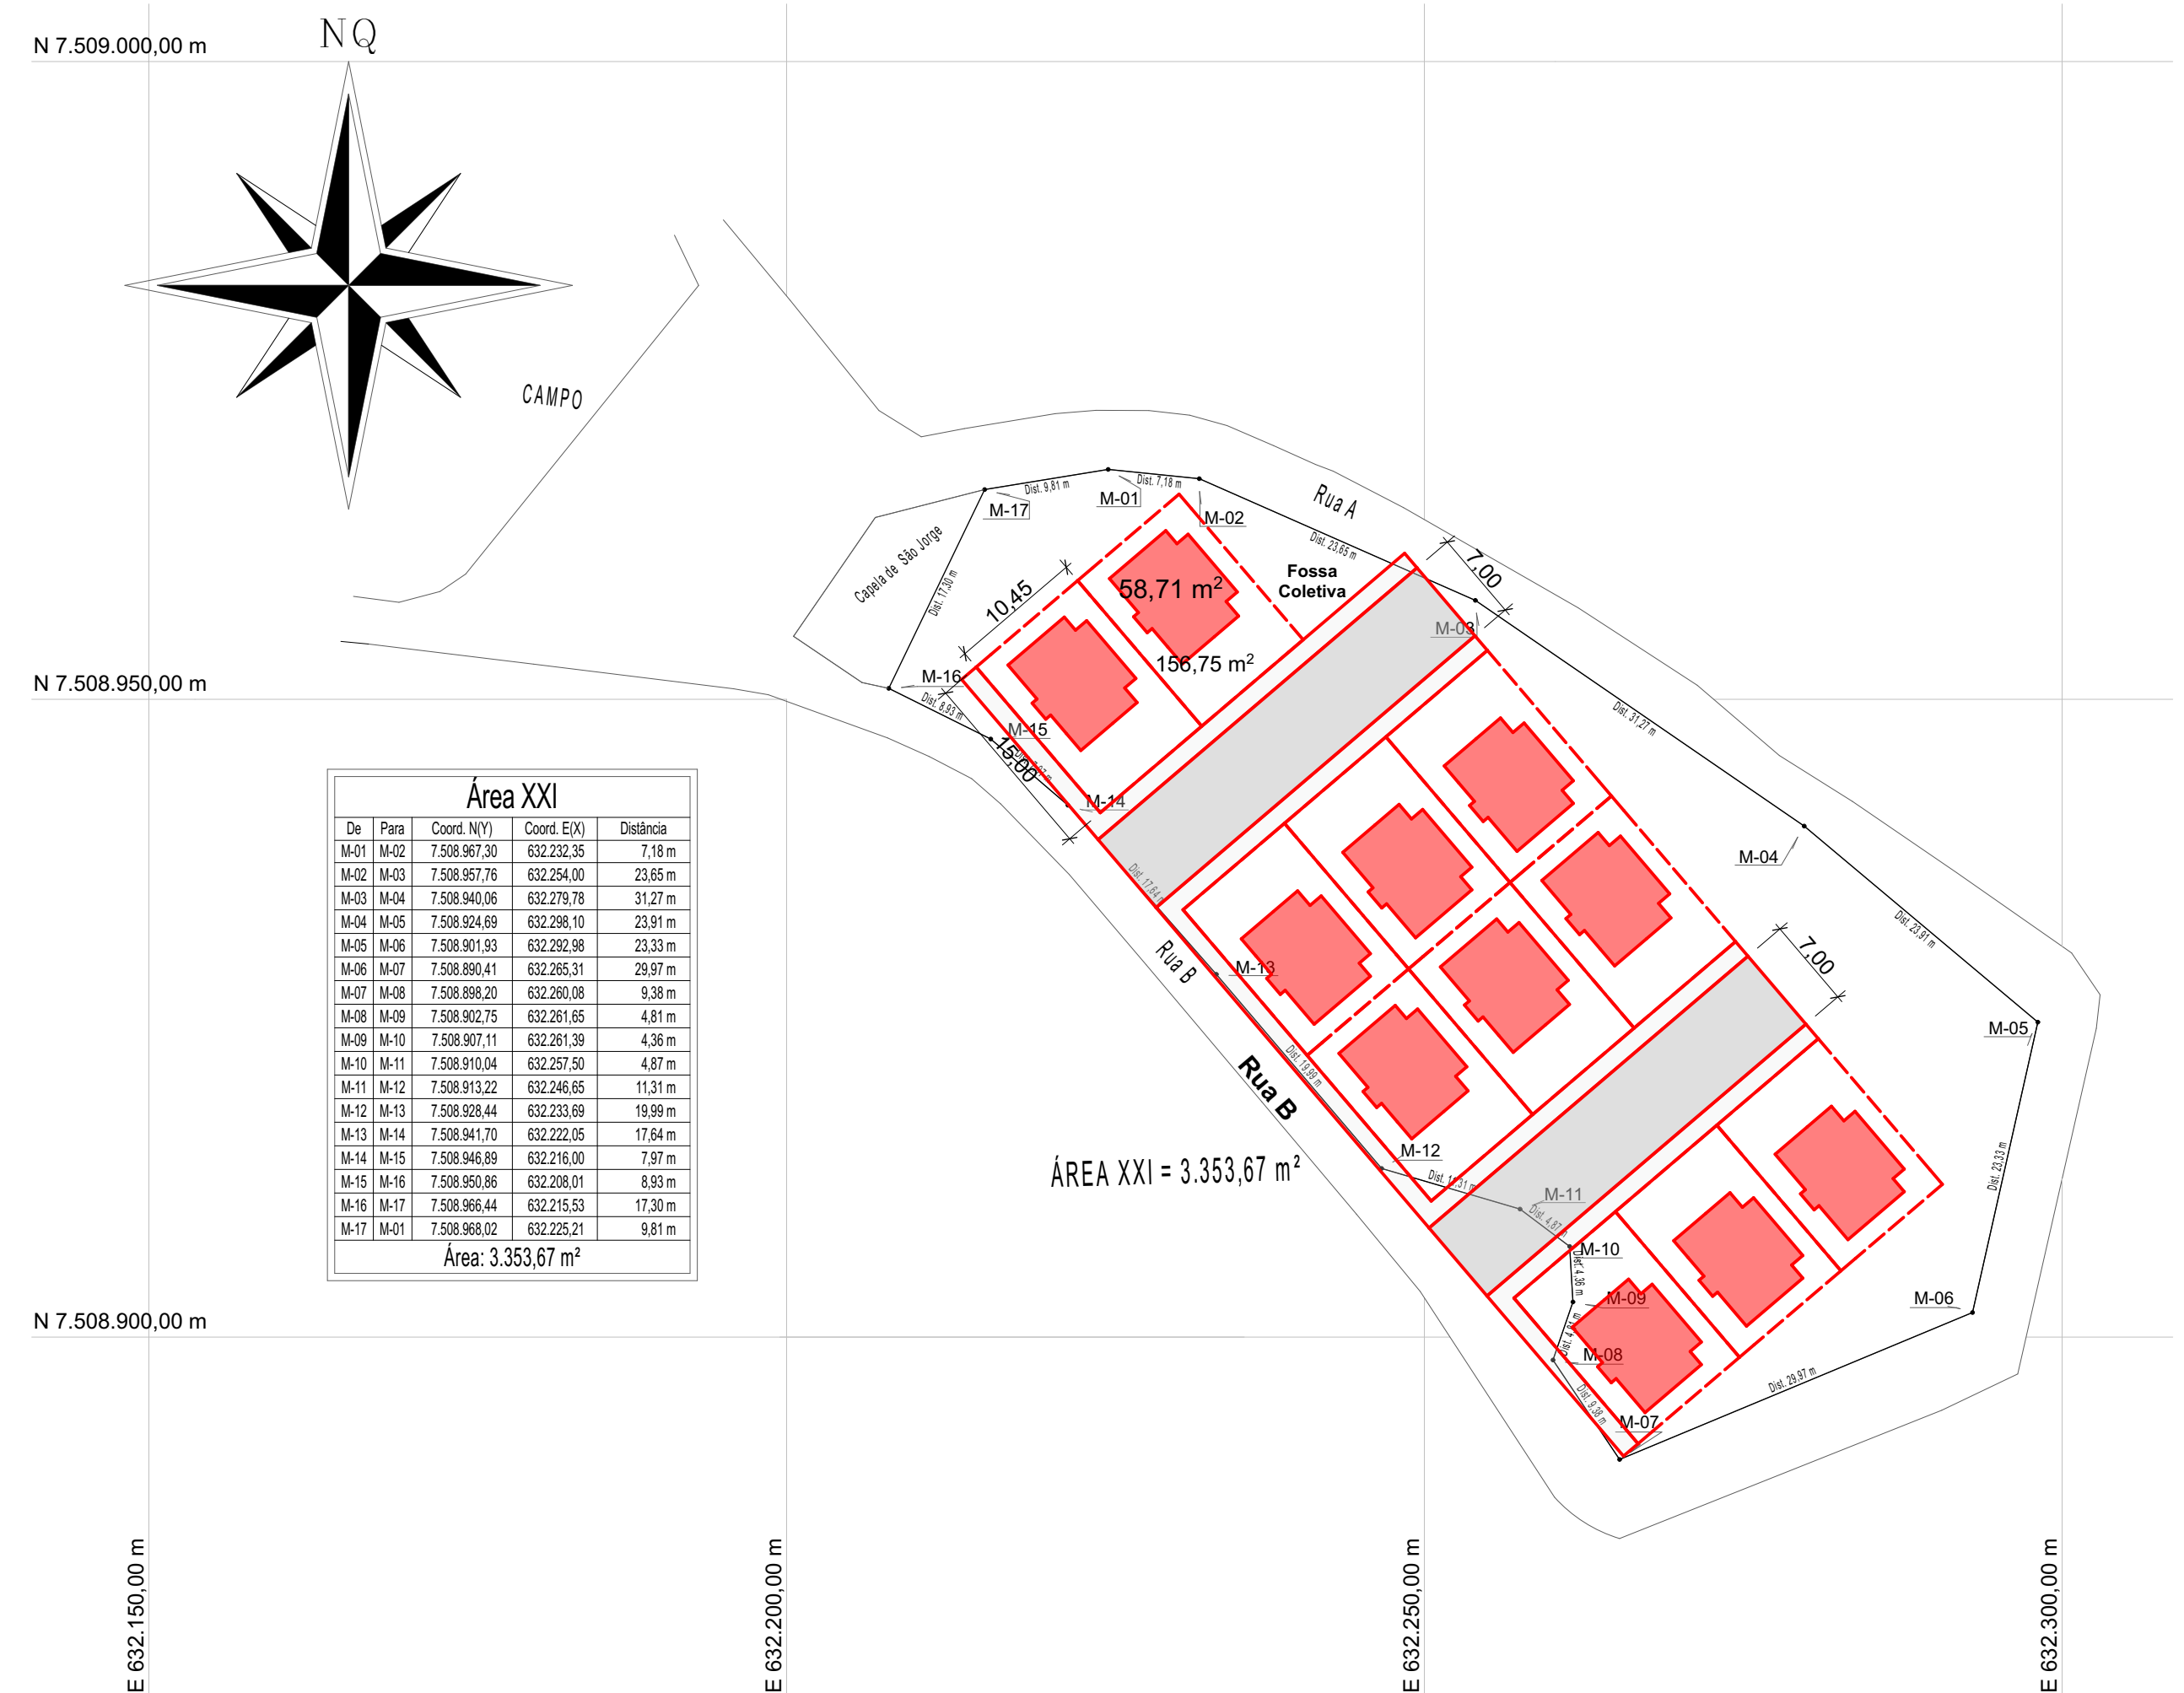 NQ
N 7.509.000,00 m
CAMPO
Rua A
Dist. 9,81 m
Dist. 7,18 m
M-17
M-01
M-02
Dist. 23,65 m
7,00
Capela de São Jorge
Dist. 17,30 m
Fossa
Coletiva
10,45
58,71 m²
M-03
156,75 m²
N 7.508.950,00 m
M-16
Dist. 8,93 m
M-15
15,00
M-14
Dist. 31,27 m
M-04
Dist. 17,64
Rua B
M-13
Dist. 23,91 m
7,00
M-05
Dist. 19,99 m
Rua B
M-12
ÁREA XXI = 3.353,67 m²
M-11
Dist. 4,87
Dist. 23,33 m
M-10
Dist. 4,36 m
M-09
M-06
N 7.508.900,00 m
M-08
Dist. 9,38 m
Dist. 29,97 m
M-07
Área XXI
De Para Coord. N(Y) Coord. E(X) Distância
M-01 M-02 7.508.967,30 632.232,35 7,18 m
M-02 M-03 7.508.957,76 632.254,00 23,65 m
M-03 M-04 7.508.940,06 632.279,78 31,27 m
M-04 M-05 7.508.924,69 632.298,10 23,91 m
M-05 M-06 7.508.901,93 632.292,98 23,33 m
M-06 M-07 7.508.890,41 632.265,31 29,97 m
M-07 M-08 7.508.898,20 632.260,08 9,38 m
M-08 M-09 7.508.902,75 632.261,65 4,81 m
M-09 M-10 7.508.907,11 632.261,39 4,36 m
M-10 M-11 7.508.910,04 632.257,50 4,87 m
M-11 M-12 7.508.913,22 632.246,65 11,31 m
M-12 M-13 7.508.928,44 632.233,69 19,99 m
M-13 M-14 7.508.941,70 632.222,05 17,64 m
M-14 M-15 7.508.946,89 632.216,00 7,97 m
M-15 M-16 7.508.950,86 632.208,01 8,93 m
M-16 M-17 7.508.966,44 632.215,53 17,30 m
M-17 M-01 7.508.968,02 632.225,21 9,81 m
Área: 3.353,67 m²
E 632.150,00 m
E 632.200,00 m
E 632.250,00 m
E 632.300,00 m